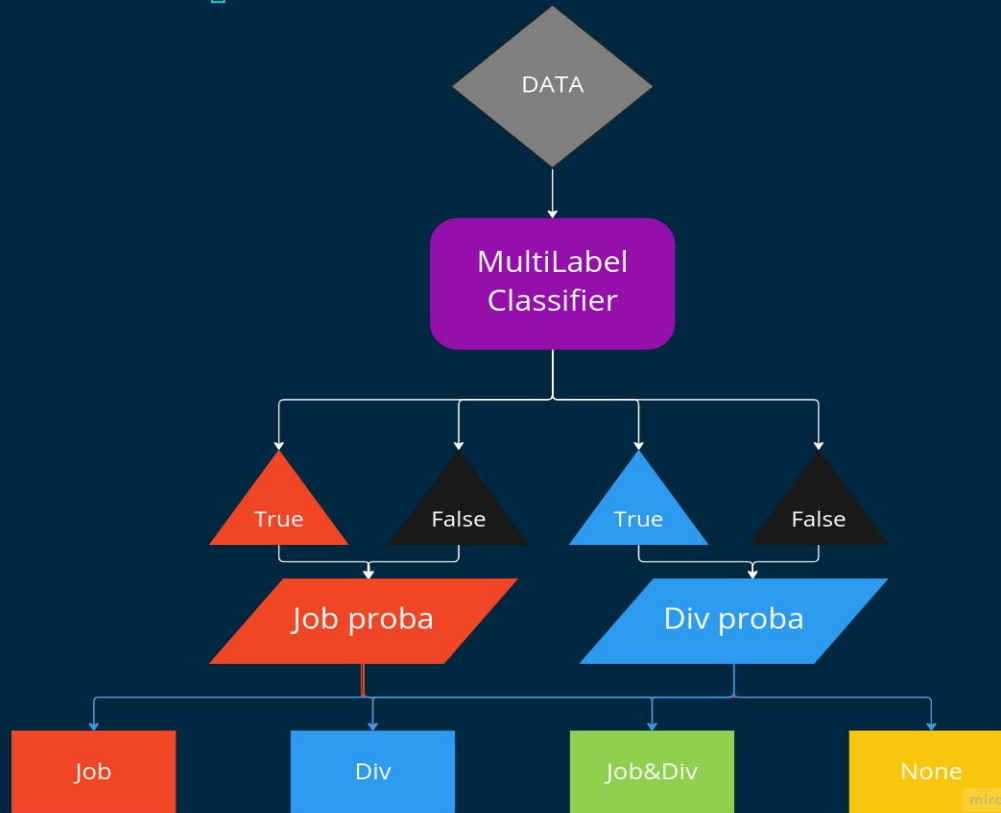 DATA
MultiLabel
Classifier
True
False
True
False
Job proba
Div proba
Job
Div
Job&Div
None